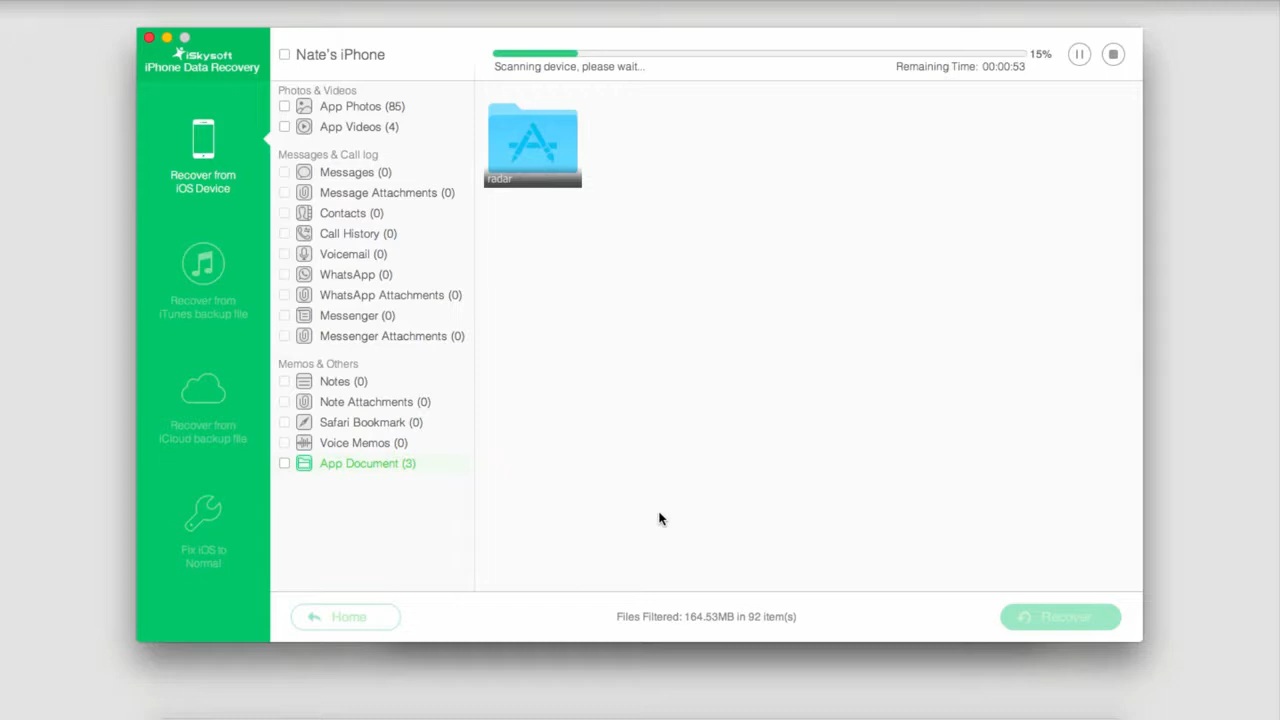 iSkysoft
iPhone Data Recovery
Nate's iPhone
15%
Scanning device, please wait...
Remaining Time: 00:00:53
Recover from
iOS Device
Recover from
iTunes backup file
Recover from
iCloud backup file
Fix iOS to
Normal
Photos & Videos
App Photos (85)
App Videos (4)
Messages & Call log
Messages (0)
Message Attachments (0)
Contacts (0)
Call History (0)
Voicemail (0)
WhatsApp (0)
WhatsApp Attachments (0)
Messenger (0)
Messenger Attachments (0)
Memos & Others
Notes (0)
Note Attachments (0)
Safari Bookmark (0)
Voice Memos (0)
App Document (3)
radar
Home
Files Filtered: 164.53MB in 92 item(s)
Recover